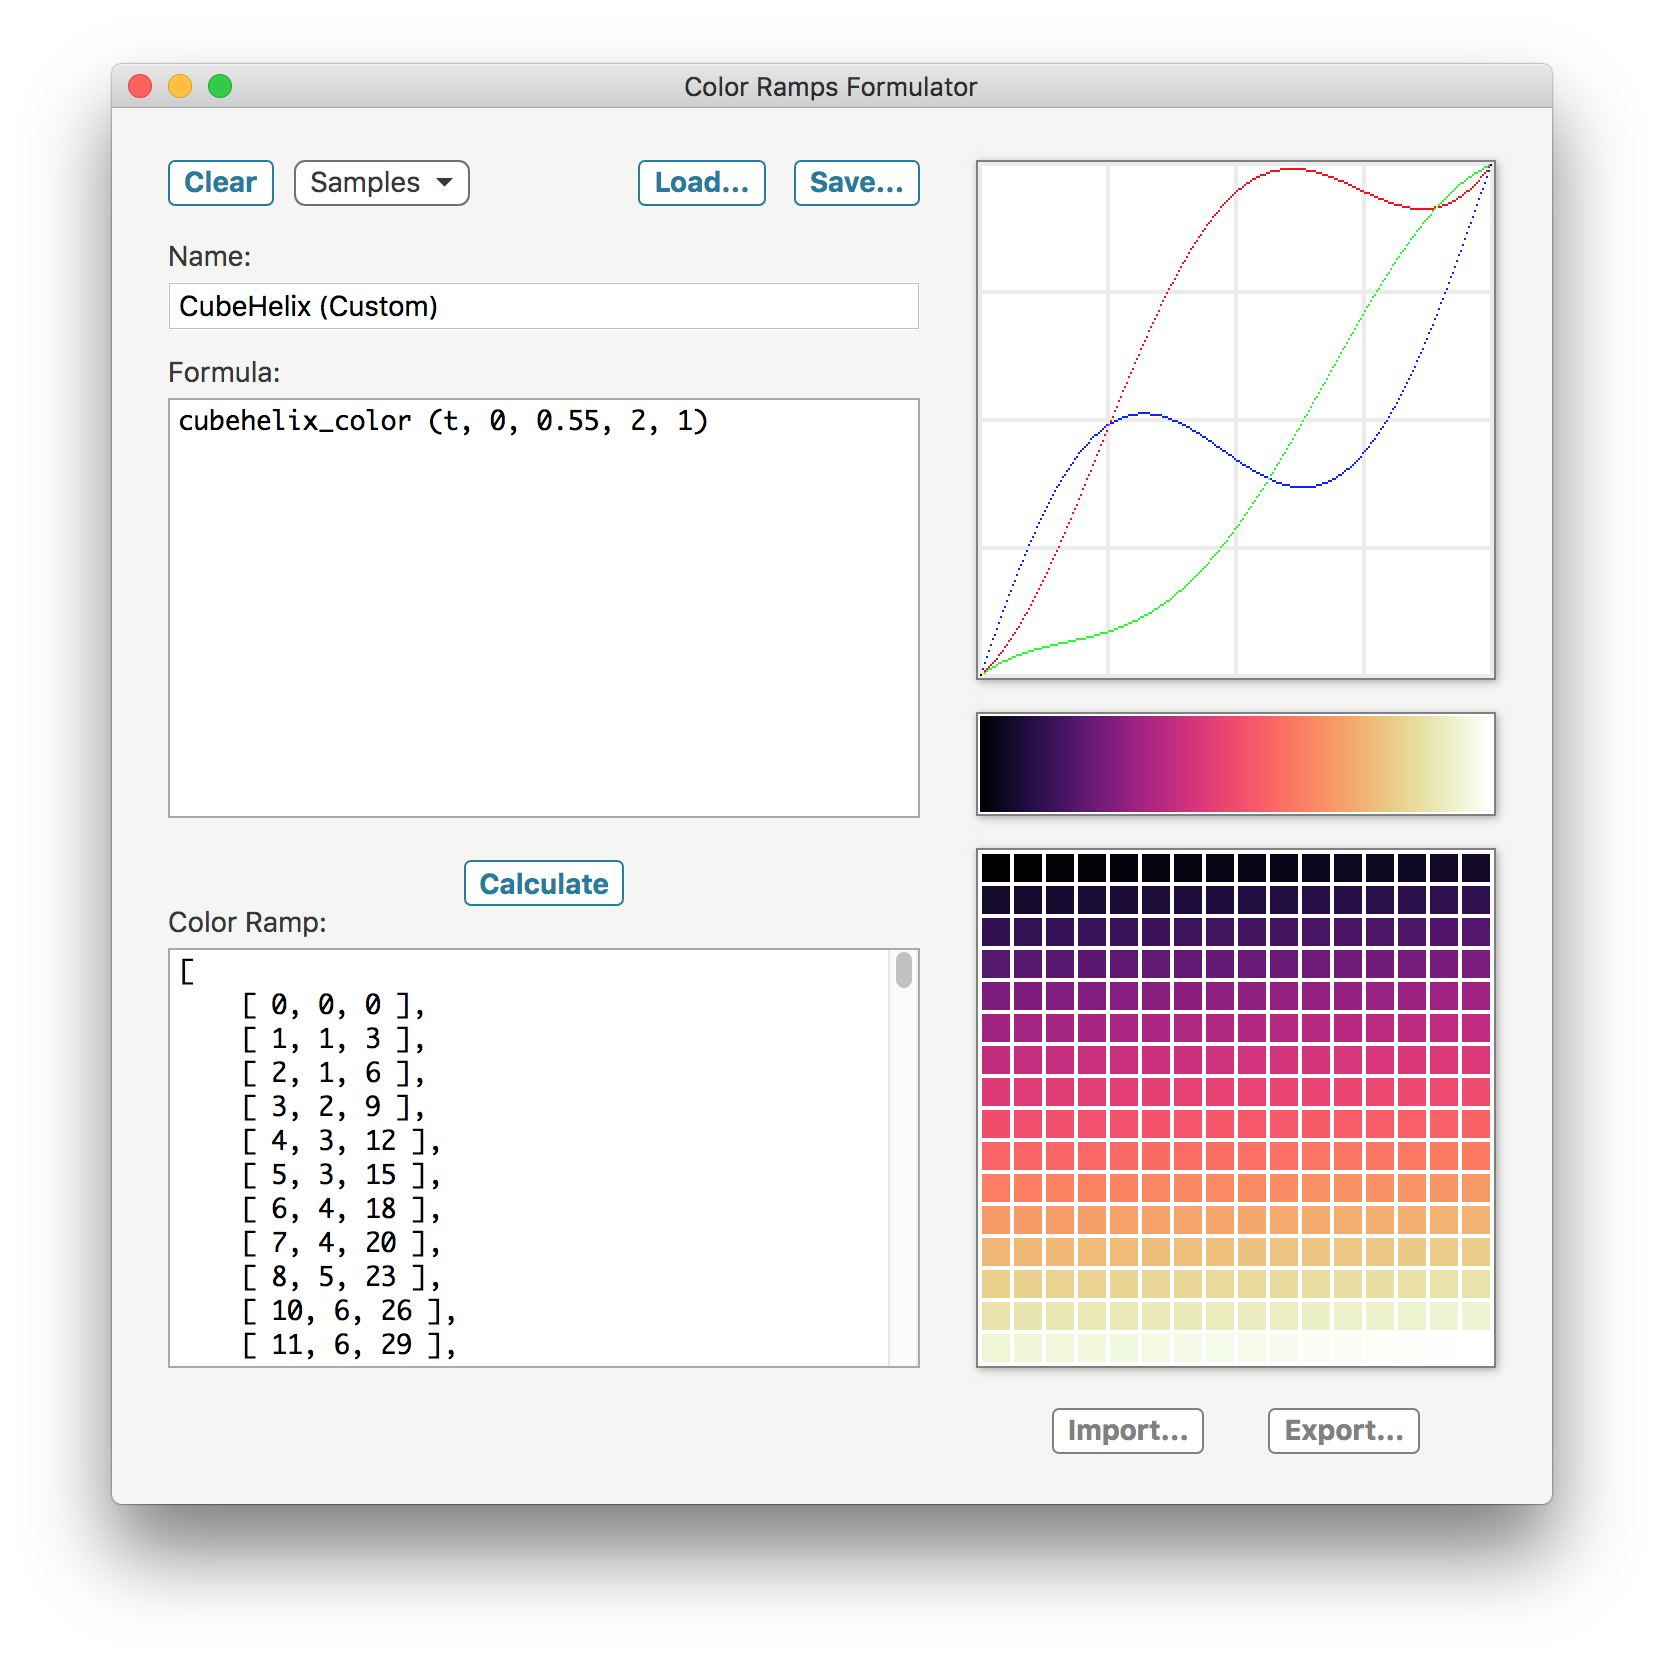 Color Ramps Formulator
Clear
Samples
Load...
Save...
Name:
CubeHelix (Custom)
Formula:
cubehelix_color (t, 0, 0.55, 2, 1)
Calculate
Color Ramp:
[
[ 0, 0, 0 ],
[ 1, 1, 3 ],
[ 2, 1, 6 ],
[ 3, 2, 9 ],
[ 4, 3, 12 ],
[ 5, 3, 15 ],
[ 6, 4, 18 ],
[ 7, 4, 20 ],
[ 8, 5, 23 ],
[ 10, 6, 26 ],
[ 11, 6, 29 ],
Import...
Export...